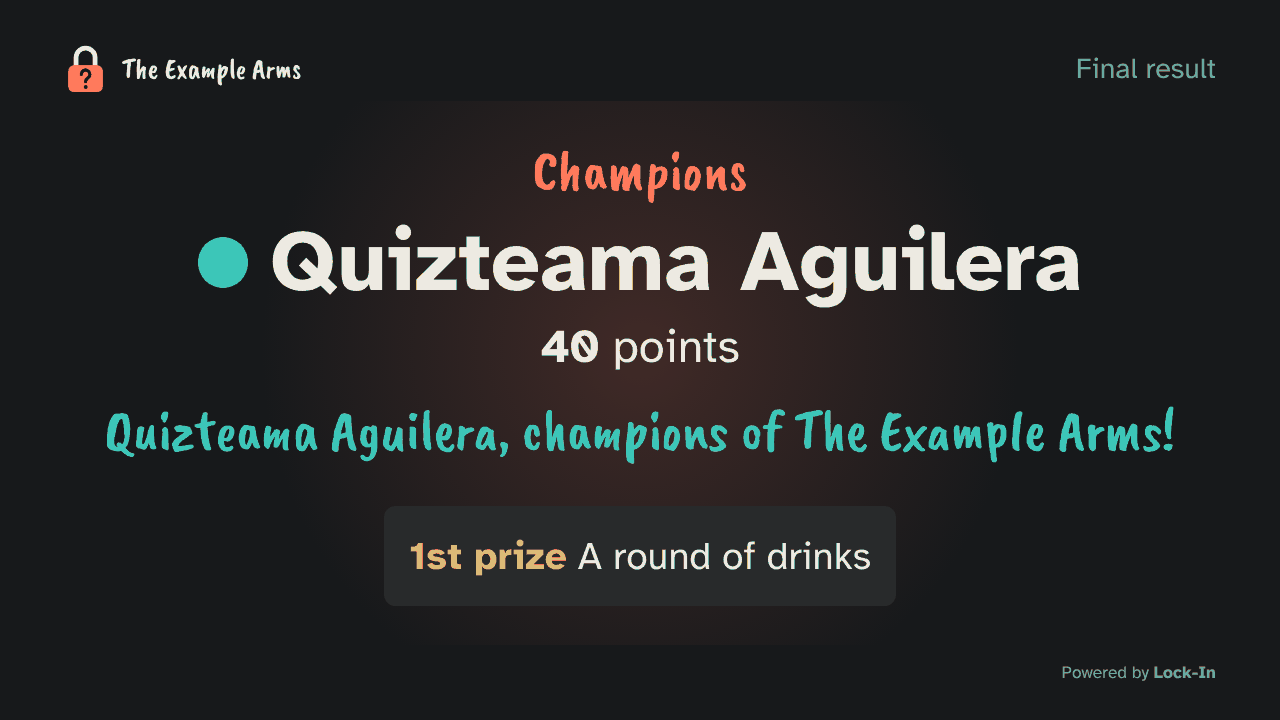 The Example Arms
Final result
Champions
Quizteama Aguilera
40 points
Quizteama Aguilera, champions of The Example Arms!
1st prize A round of drinks
Powered by Lock-In